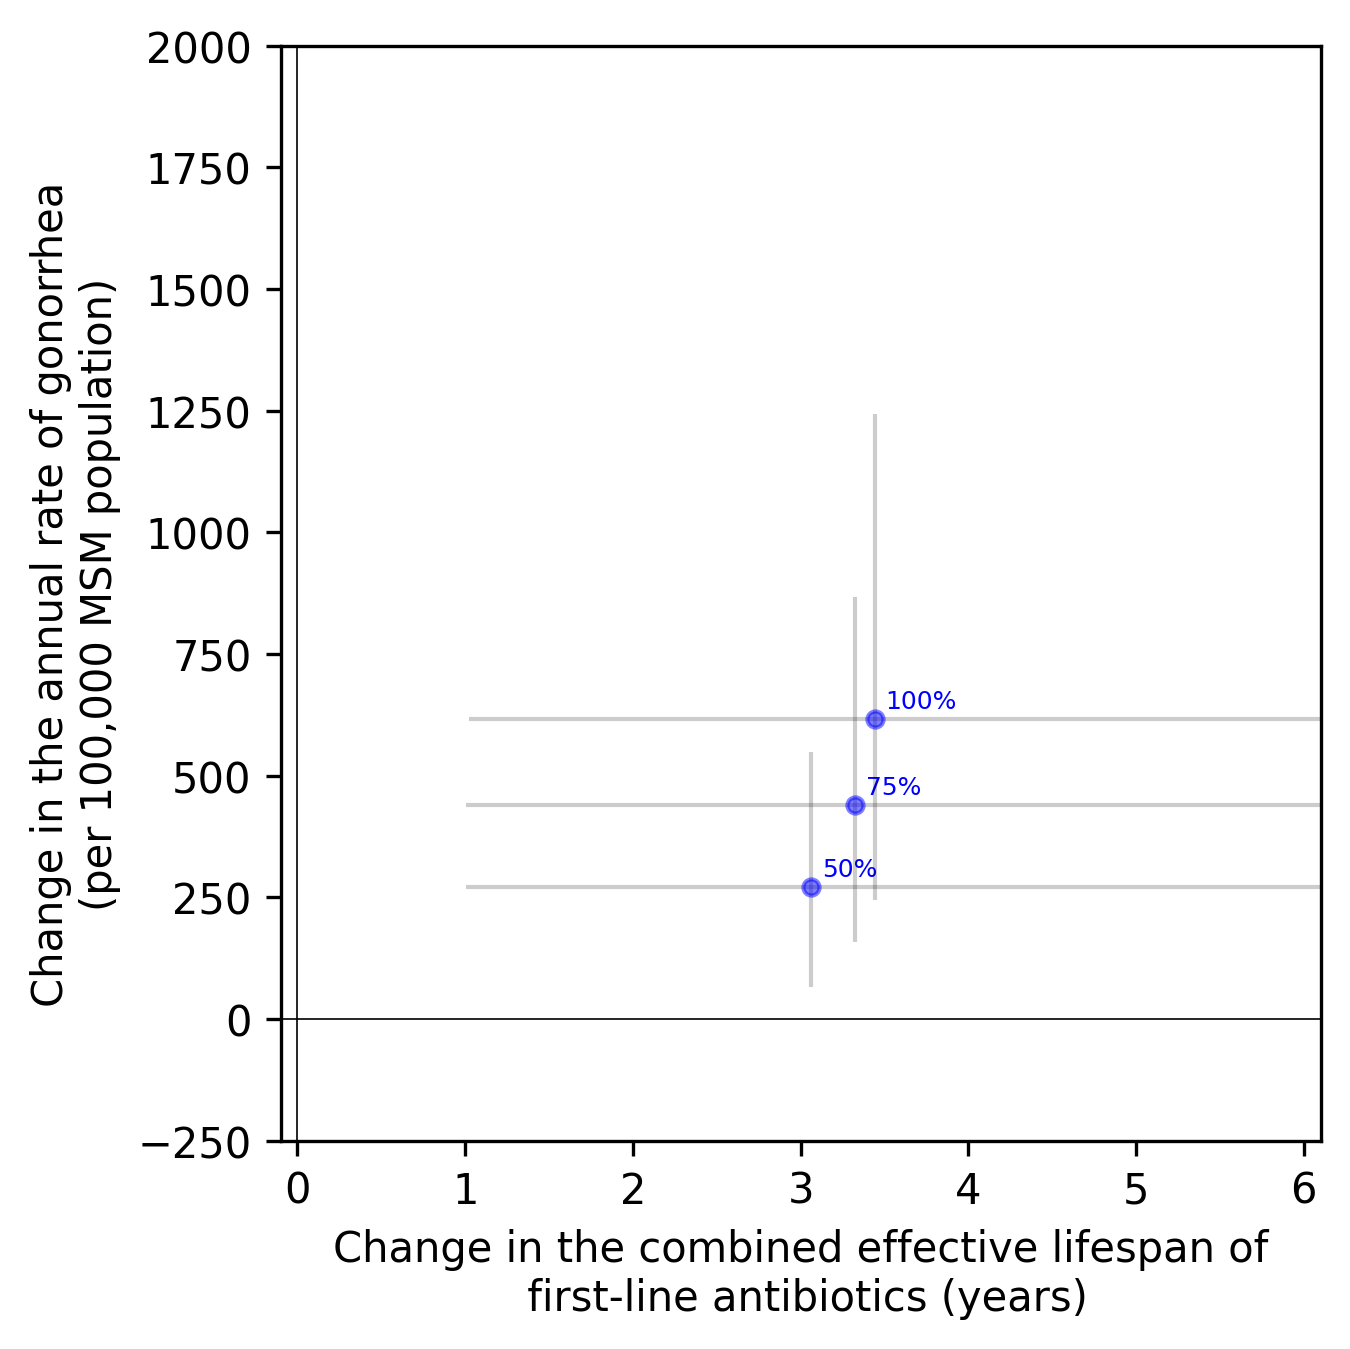 2000
1750
1500
1250
1000
750
500
250
0
−250
Change in the annual rate of gonorrhea
(per 100,000 MSM population)
100%
75%
50%
0 1 2 3 4 5 6
Change in the combined effective lifespan of
first-line antibiotics (years)